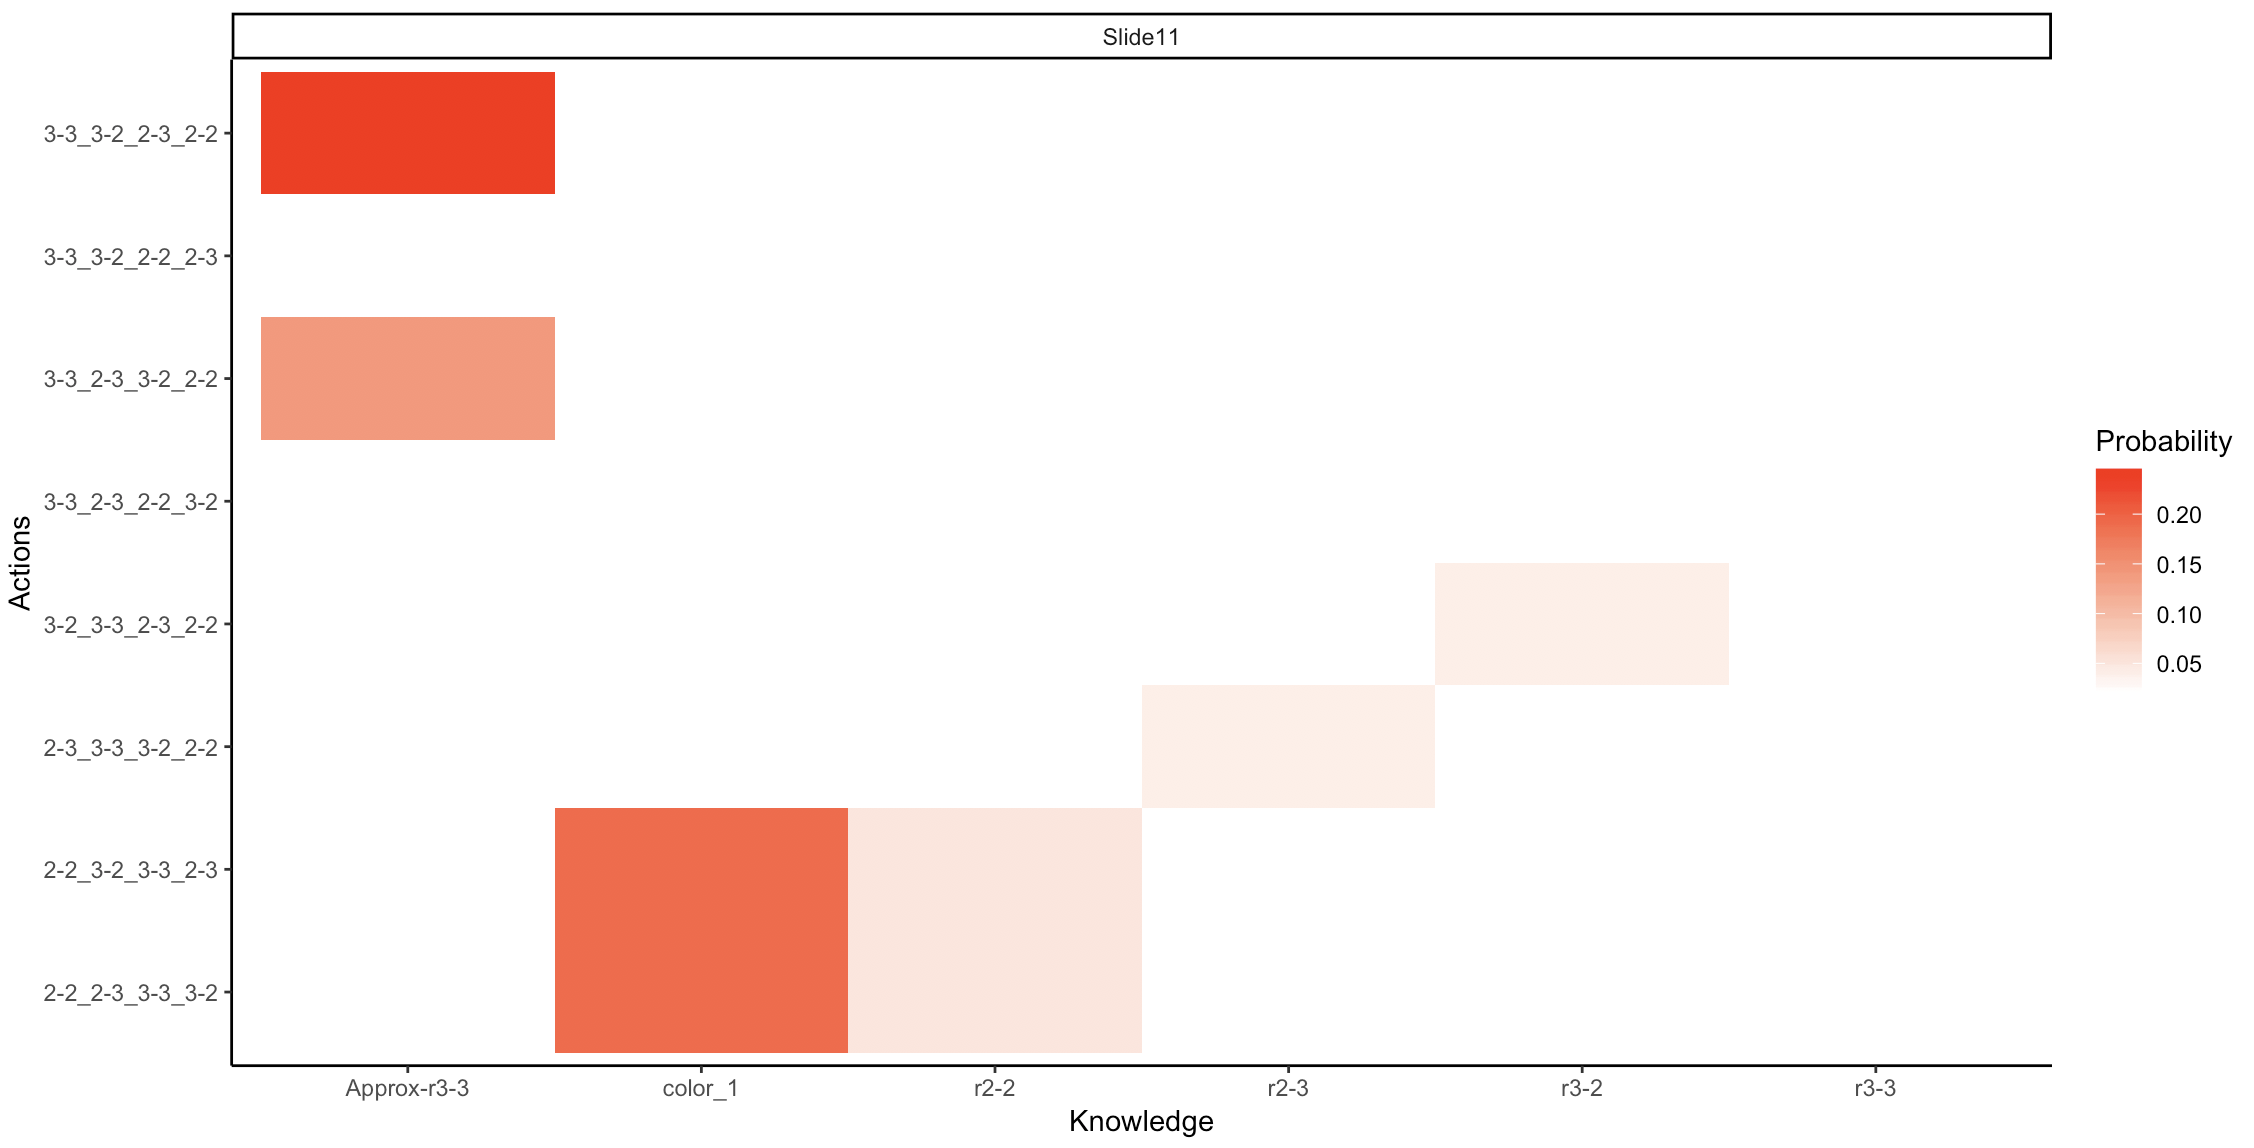 Slide11
3-3_3-2_2-3_2-2
3-3_3-2_2-2_2-3
3-3_2-3_3-2_2-2
3-3_2-3_2-2_3-2
3-2_3-3_2-3_2-2
2-3_3-3_3-2_2-2
2-2_3-2_3-3_2-3
2-2_2-3_3-3_3-2
Actions
Approx-r3-3 color_1 r2-2 r2-3 r3-2 r3-3
Knowledge
Probability
0.20
0.15
0.10
0.05